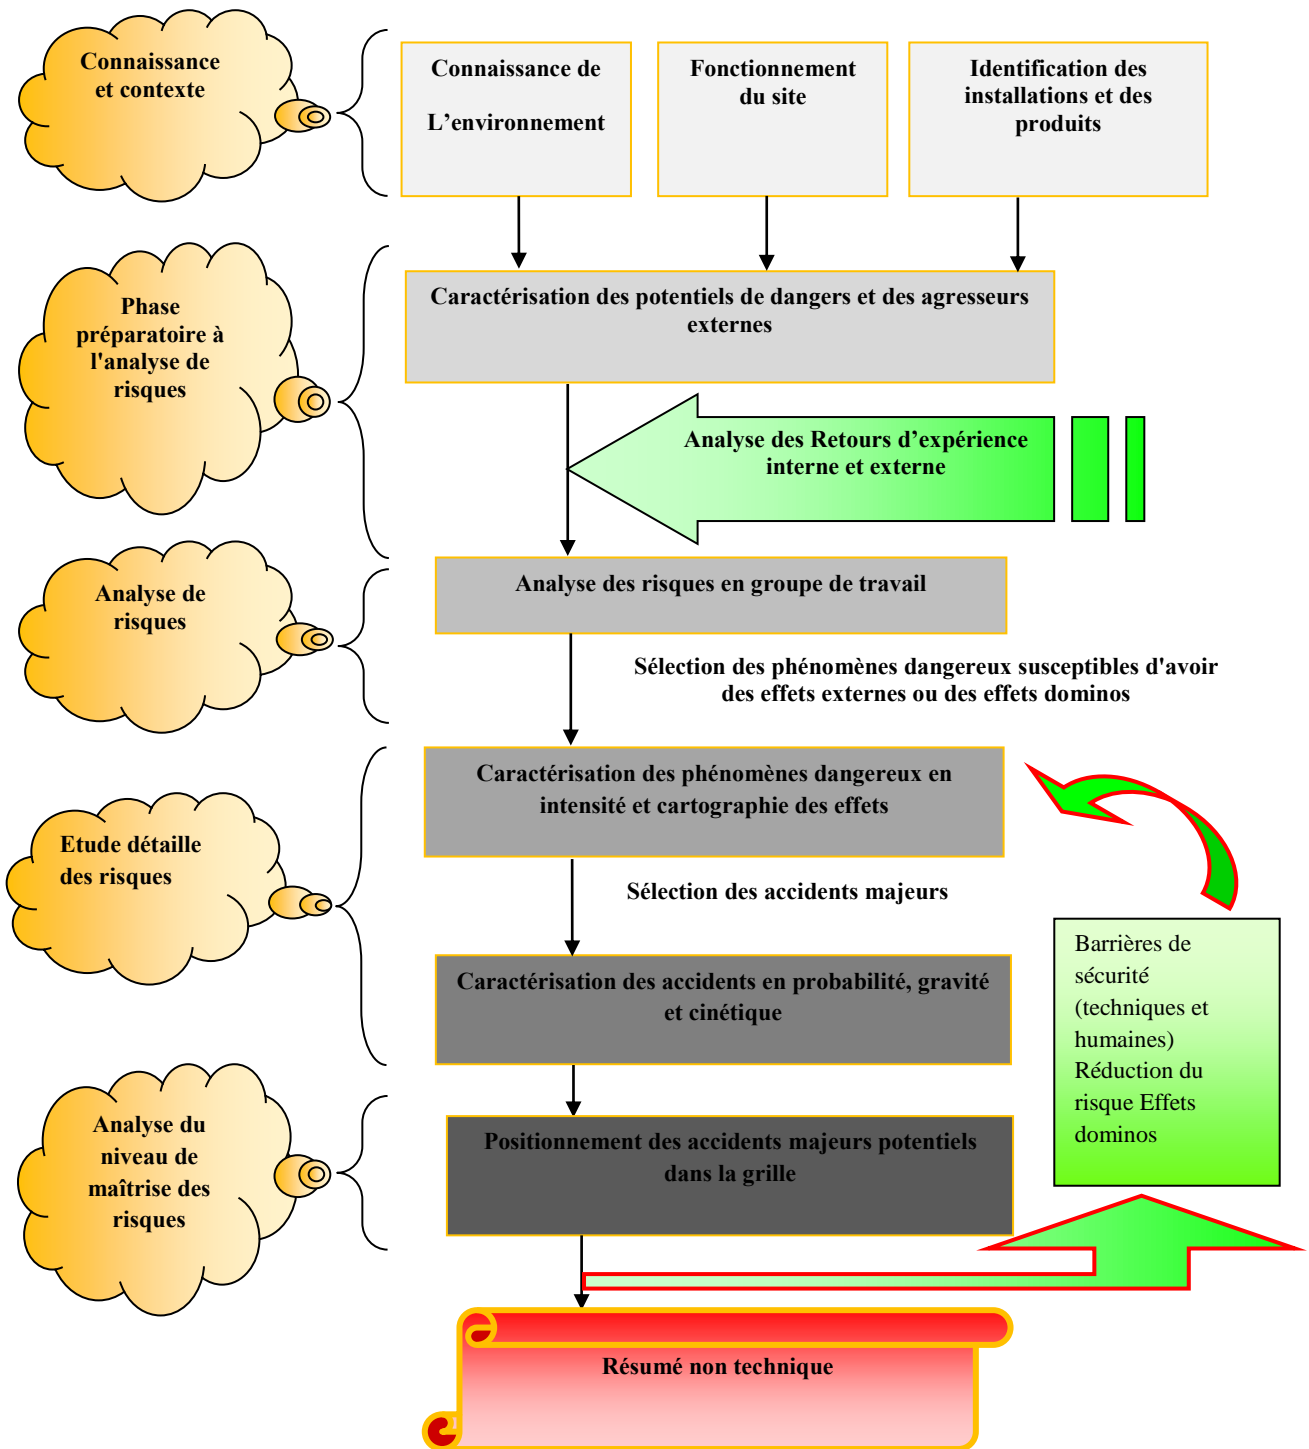 Connaissance
et contexte
Connaissance de
L’environnement
Fonctionnement
du site
Identification des
installations et des
produits
Phase
préparatoire à
l'analyse de
risques
Caractérisation des potentiels de dangers et des agresseurs
externes
Analyse des Retours d’expérience
interne et externe
Analyse de
risques
Analyse des risques en groupe de travail
Sélection des phénomènes dangereux susceptibles d'avoir
des effets externes ou des effets dominos
Etude détaille
des risques
Caractérisation des phénomènes dangereux en
intensité et cartographie des effets
Sélection des accidents majeurs
Caractérisation des accidents en probabilité, gravité
et cinétique
Barrières de
sécurité
(techniques et
humaines)
Réduction du
risque Effets
dominos
Analyse du
niveau de
maîtrise des
risques
Positionnement des accidents majeurs potentiels
dans la grille
Résumé non technique